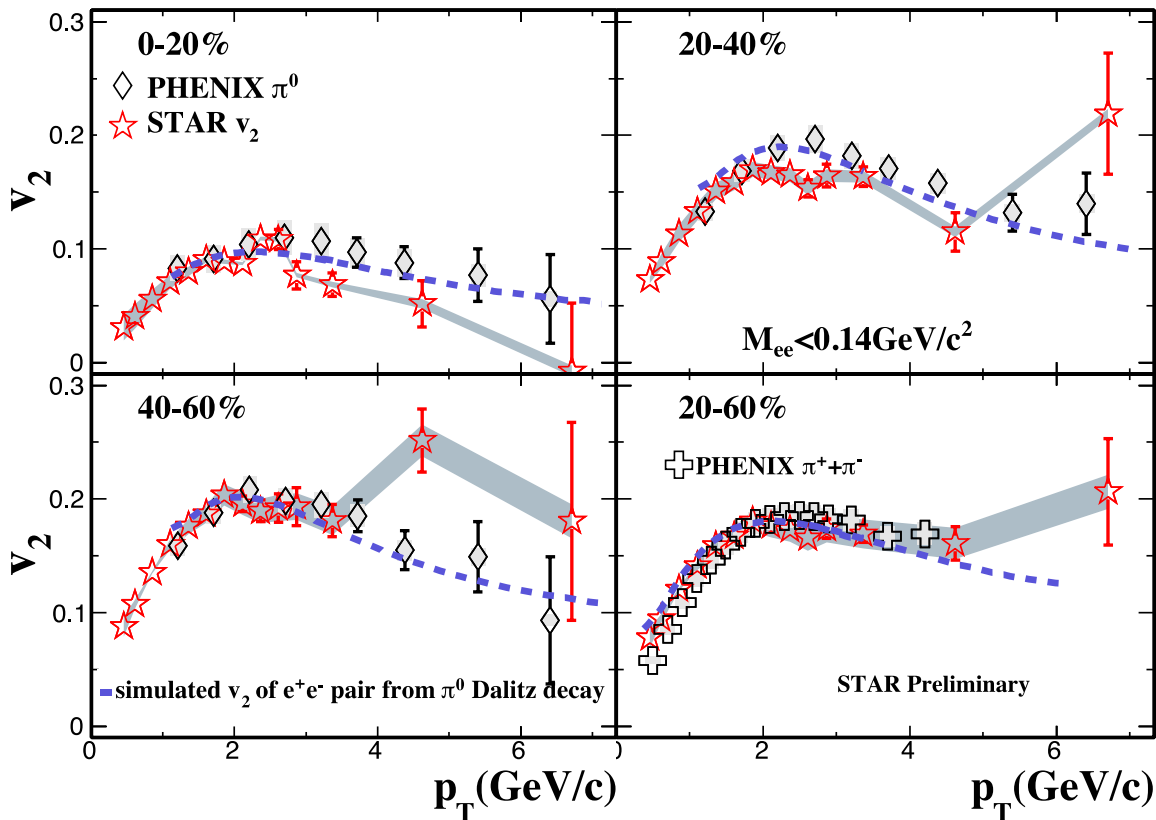 0.3
0-20%
20-40%
PHENIX π⁰
STAR v₂
0.2
v₂
0.1
0
M_ee<0.14GeV/c²
0.3
40-60%
20-60%
PHENIX π⁺+π⁻
0.2
v₂
0.1
simulated v₂ of e⁺e⁻ pair from π⁰ Dalitz decay
STAR Preliminary
0
0 2 4 6
0 2 4 6
p_T(GeV/c)
p_T(GeV/c)